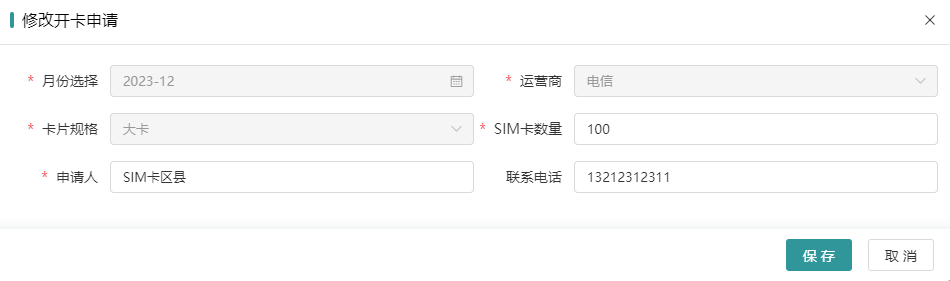 修改开卡申请
* 月份选择 2023-12 * 运营商 电信
* 卡片规格 大卡 * SIM卡数量 100
* 申请人 SIM卡区县 联系电话 13212312311
保 存 取 消